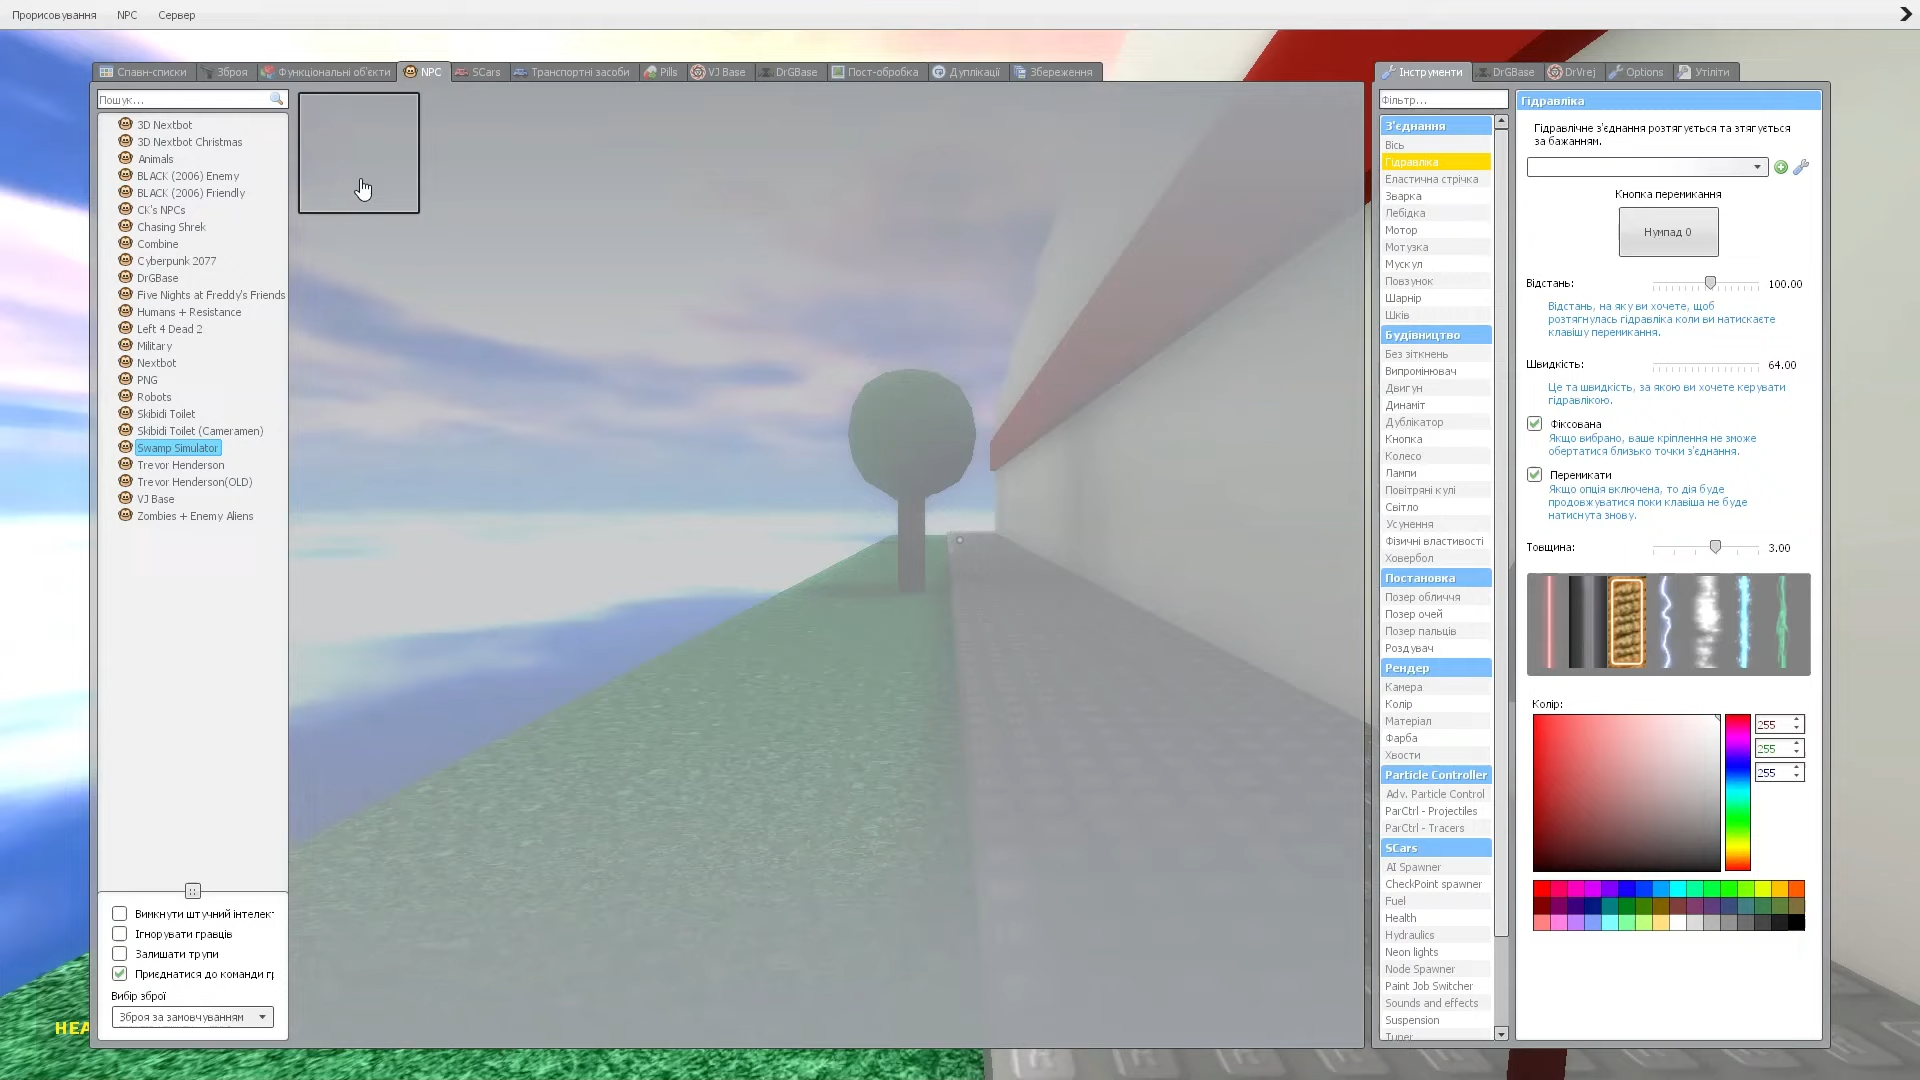 Прорисовування NPC Сервер
Спавн-списки Зброя Функціональні об'єкти NPC SCars Транспортні засоби Pills VJ Base DrGBase Пост-обробка Дуплікації Збереження
Пошук...
3D Nextbot
3D Nextbot Christmas
Animals
BLACK (2006) Enemy
BLACK (2006) Friendly
CK's NPCs
Chasing Shrek
Combine
Cyberpunk 2077
DrGBase
Five Nights at Freddy's Friends
Humans + Resistance
Left 4 Dead 2
Military
Nextbot
PNG
Robots
Skibidi Toilet
Skibidi Toilet (Cameramen)
Swamp Simulator
Trevor Henderson
Trevor Henderson(OLD)
VJ Base
Zombies + Enemy Aliens
Вимкнути штучний інтелект
Ігнорувати гравців
Залишати трупи
Приєднатися до команди гр
Вибір зброї
Зброя за замовчуванням
HEA
Інструменти DrGBase DrVrej Options Утіліти
Фільтр...
З'єднання
Вісь
Гідравліка
Еластична стрічка
Зварка
Лебідка
Мотор
Мотузка
Мускул
Повзунок
Шарнір
Шків
Будівництво
Без зіткнень
Випромінювач
Двигун
Динаміт
Дублікатор
Кнопка
Колесо
Лампи
Повітряні кулі
Світло
Усунення
Фізичні властивості
Ховербол
Постановка
Позер обличчя
Позер очей
Позер пальців
Роздувач
Рендер
Камера
Колір
Матеріал
Фарба
Хвости
Particle Controller
Adv. Particle Control
ParCtrl - Projectiles
ParCtrl - Tracers
SCars
AI Spawner
CheckPoint spawner
Fuel
Health
Hydraulics
Neon lights
Node Spawner
Paint Job Switcher
Sounds and effects
Suspension
Tuner
Гідравліка
Гідравлічне з'єднання розтягується та зтягується
за бажанням.
Кнопка перемикання
Нумпад 0
Відстань: 100.00
Відстань, на яку ви хочете, щоб
розтягнулась гідравліка коли ви натискаєте
клавішу перемикання.
Швидкість: 64.00
Це та швидкість, за якою ви хочете керувати
гідравлікою.
Фіксована
Якщо вибрано, ваше кріплення не зможе
обертатися близько точки з'єднання.
Перемикати
Якщо опція включена, то дія буде
продовжуватися поки клавіша не буде
натиснута знову.
Товщина: 3.00
Колір:
255
255
255